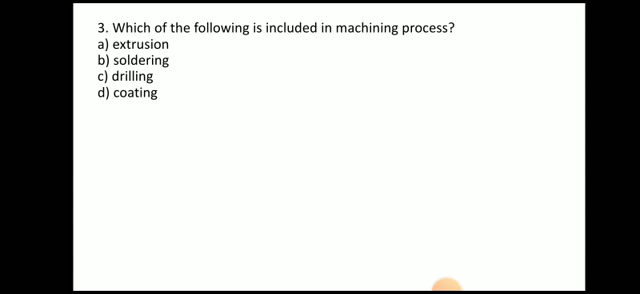 3. Which of the following is included in machining process?
a) extrusion
b) soldering
c) drilling
d) coating